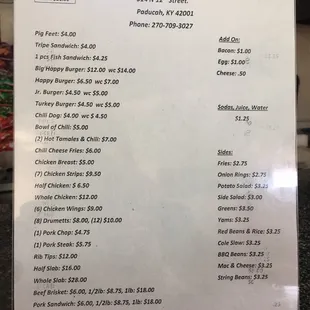 Street.
Paducah, KY 42001
Phone: 270-709-3027
Pig Feet: $4.00
Tripe Sandwich: $4.00
1 pcs Fish Sandwich: $4.25
Big Happy Burger: $12.00 wc $14.00
Happy Burger: $6.50 wc $7.00
Jr. Burger: $4.50 wc $5.00
Turkey Burger: $4.50 wc $5.00
Chili Dog: $4.00 wc $ 4.50
Bowl of Chili: $5.00
(2) Hot Tamales & Chili: $7.00
Chili Cheese Fries: $6.00
Chicken Breast: $5.00
(7) Chicken Strips: $9.50
Half Chicken: $ 6.50
Whole Chicken: $12.00
(6) Chicken Wings: $9.00
(8) Drumetts: $8.00, (12) $10.00
(1) Pork Chop: $4.75
(1) Pork Steak: $5.75
Rib Tips: $12.00
Half Slab: $16.00
Whole Slab: $28.00
Beef Brisket: $6.00, 1/2lb: $8.75, 1lb: $18.00
Pork Sandwich: $6.00, 1/2lb: $8.75, 1lb: $18.00
Add On:
Bacon: $1.00
Egg: $1.00
Cheese: .50
Sodas, Juice, Water
$1.25
Sides:
Fries: $2.75
Onion Rings: $2.75
Potato Salad: $3.25
Side Salad: $3.00
Greens: $3.50
Yams: $3.25
Red Beans & Rice: $3.25
Cole Slaw: $3.25
BBQ Beans: $3.25
Mac & Cheese: $3.25
String Beans: $3.25